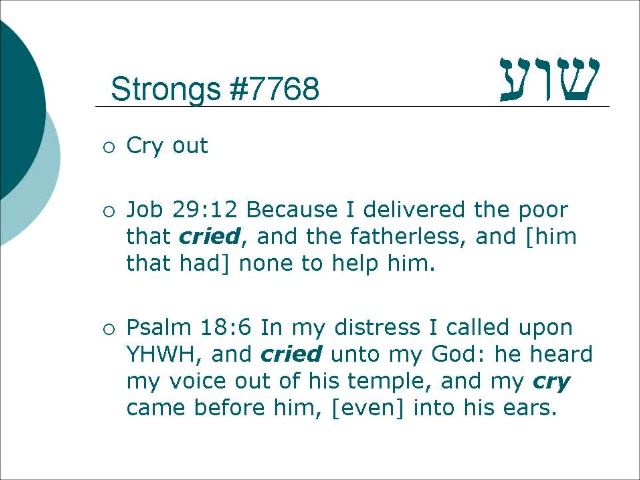 Strongs #7768 שוע
Cry out
Job 29:12 Because I delivered the poor
that cried, and the fatherless, and [him
that had] none to help him.
Psalm 18:6 In my distress I called upon
YHWH, and cried unto my God: he heard
my voice out of his temple, and my cry
came before him, [even] into his ears.